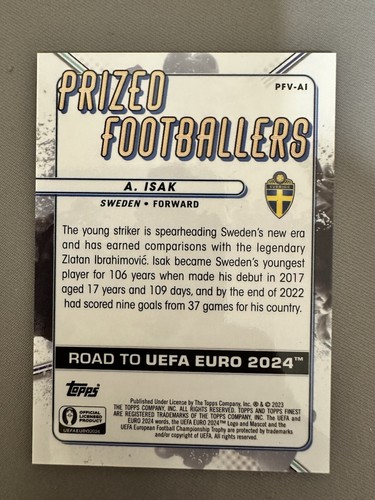 PRIZED
FOOTBALLERS
PFV-AI
A. ISAK
SWEDEN • FORWARD
The young striker is spearheading Sweden's new era
and has earned comparisons with the legendary
Zlatan Ibrahimović. Isak became Sweden's youngest
player for 106 years when made his debut in 2017
aged 17 years and 109 days, and by the end of 2022
had scored nine goals from 37 games for his country.
ROAD TO UEFA EURO 2024™
topps
OFFICIAL
LICENSED
PRODUCT
Published Under Licence by The Topps Company, Inc. ® & © 2023
THE TOPPS COMPANY, INC. ALL RIGHTS RESERVED. TOPPS AND TOPPS FINEST
ARE REGISTERED TRADEMARKS OF THE TOPPS COMPANY, INC. The UEFA and
EURO 2024 words, the UEFA EURO 2024™ Logo and Mascot and the
UEFA European Football Championship Trophy are protected by trademarks
and/or copyright of UEFA. All rights reserved.